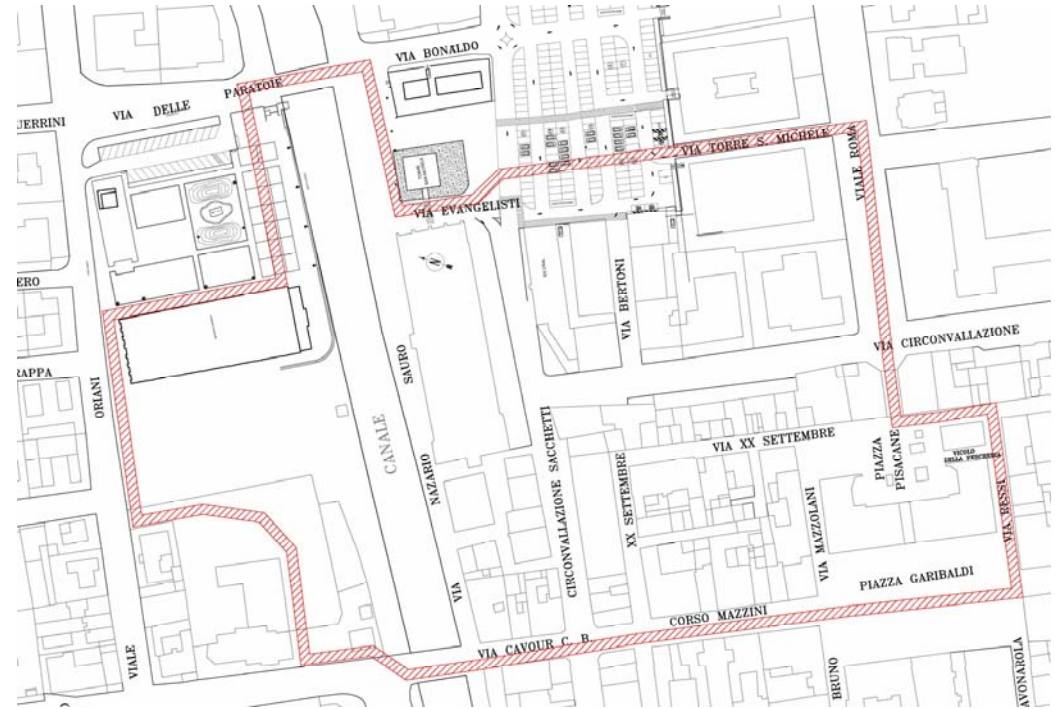 VIA BONALDO
VIA DELLE PARATOIE
UERRINI
VIA TORRE S. MICHELE
VIALE ROMA
VIA EVANGELISTI
N
ERO
VIA BERTONI
VIA CIRCONVALLAZIONE
RAPPA
ORIANI
SAURO
CANALE
NAZARIO
CIRCONVALLAZIONE SACCHETTI
VIA XX SETTEMBRE
XX SETTEMBRE
PIAZZA
PISACANE
VICOLO
DELLA PESCHERIA
VIA MAZZOLANI
VIA BESSI
PIAZZA GARIBALDI
VIA
CORSO MAZZINI
VIA CAVOUR C. B.
VIALE
BRUNO
AVONAROLA